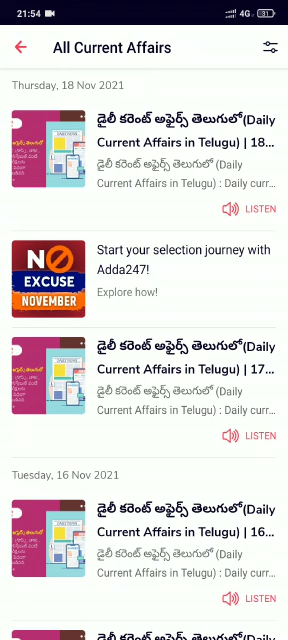 21:54
4G
31
All Current Affairs
Thursday, 18 Nov 2021
డైలీ కరెంట్ అఫైర్స్ తెలుగులో(Daily
Current Affairs in Telugu) | 18...
డైలీ కరెంట్ అఫైర్స్ తెలుగులో (Daily
Current Affairs in Telugu) : Daily curr...
LISTEN
NO
EXCUSE
NOVEMBER
Start your selection journey with
Adda247!
Explore how!
డైలీ కరెంట్ అఫైర్స్ తెలుగులో(Daily
Current Affairs in Telugu) | 17...
డైలీ కరెంట్ అఫైర్స్ తెలుగులో (Daily
Current Affairs in Telugu) : Daily curr...
LISTEN
Tuesday, 16 Nov 2021
డైలీ కరెంట్ అఫైర్స్ తెలుగులో(Daily
Current Affairs in Telugu) | 16...
డైలీ కరెంట్ అఫైర్స్ తెలుగులో (Daily
Current Affairs in Telugu) : Daily curr...
LISTEN
డైలీ కరెంట్ అఫైర్స్ తెలుగులో(Daily